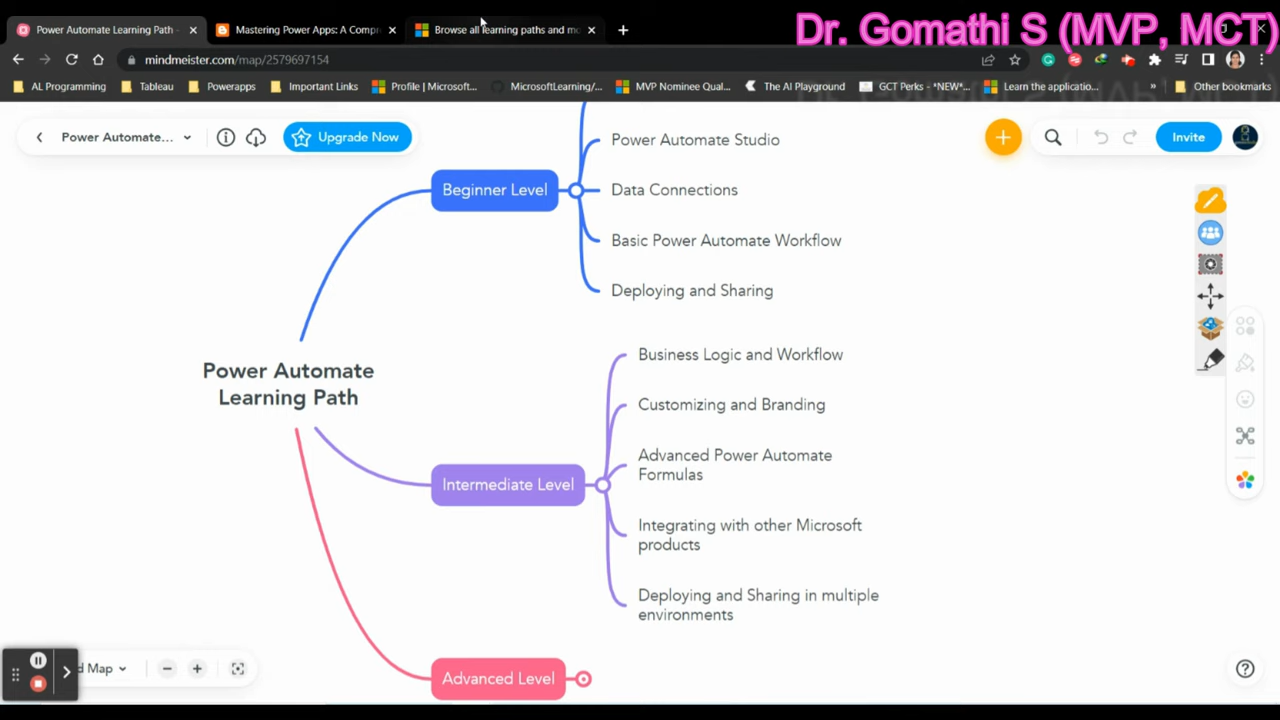 Power Automate Learning Path -
Mastering Power Apps: A Compr
Browse all learning paths and mo
Dr. Gomathi S (MVP, MCT)
mindmeister.com/map/2579697154
AL Programming
Tableau
Powerapps
Important Links
Profile | Microsoft...
MicrosoftLearning/...
MVP Nominee Qual...
The AI Playground
GCT Perks - *NEW*...
Learn the applicatio...
»
Other bookmarks
Power Automate...
Upgrade Now
Invite
Power Automate Studio
Beginner Level
Data Connections
Basic Power Automate Workflow
Deploying and Sharing
Business Logic and Workflow
Power Automate
Learning Path
Customizing and Branding
Advanced Power Automate
Formulas
Intermediate Level
Integrating with other Microsoft
products
Deploying and Sharing in multiple
environments
d Map
Advanced Level